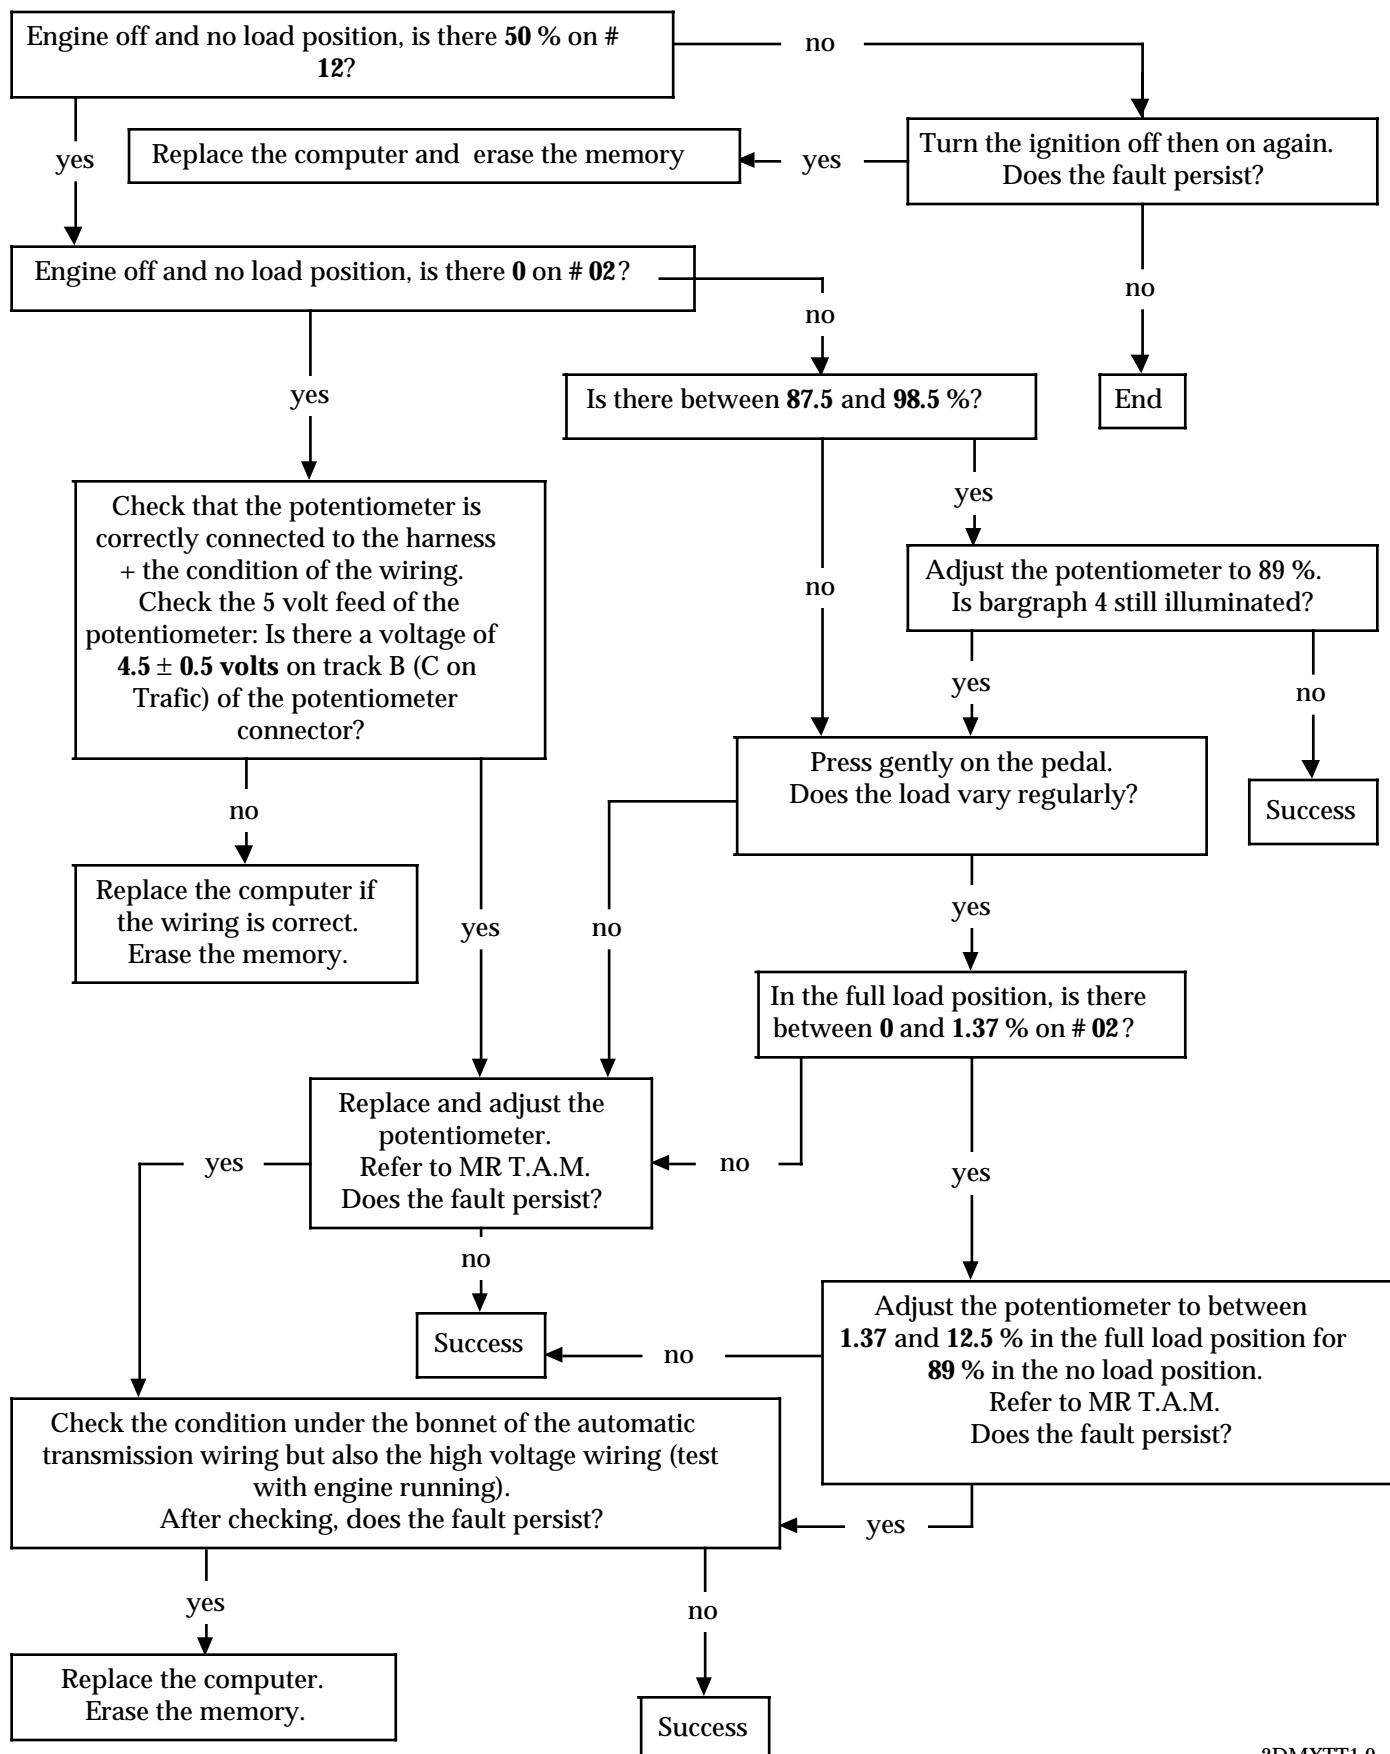 Engine off and no load position, is there 50 % on #
12?
no
yes
Replace the computer and erase the memory
yes
Turn the ignition off then on again.
Does the fault persist?
Engine off and no load position, is there 0 on # 02?
no
no
yes
Is there between 87.5 and 98.5 %?
End
Check that the potentiometer is
correctly connected to the harness
+ the condition of the wiring.
Check the 5 volt feed of the
potentiometer: Is there a voltage of
4.5 ± 0.5 volts on track B (C on
Trafic) of the potentiometer
connector?
yes
no
Adjust the potentiometer to 89 %.
Is bargraph 4 still illuminated?
yes
no
Press gently on the pedal.
Does the load vary regularly?
Success
no
Replace the computer if
the wiring is correct.
Erase the memory.
yes
no
yes
In the full load position, is there
between 0 and 1.37 % on # 02?
Replace and adjust the
potentiometer.
Refer to MR T.A.M.
Does the fault persist?
yes
no
yes
no
Success
no
Adjust the potentiometer to between
1.37 and 12.5 % in the full load position for
89 % in the no load position.
Refer to MR T.A.M.
Does the fault persist?
Check the condition under the bonnet of the automatic
transmission wiring but also the high voltage wiring (test
with engine running).
After checking, does the fault persist?
yes
yes
no
Replace the computer.
Erase the memory.
Success